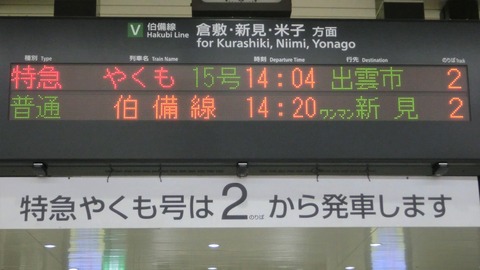 V 伯備線 Hakubi Line 倉敷・新見・米子 方面
for Kurashiki, Niimi, Yonago
種別 Type 列車名 Train Name 時刻 Departure Time 行先 Destination のりば Track
特急 やくも 15号 14:04 出雲市 2
普通 伯備線 14:20 ワンマン 新見 2
特急やくも号は 2 のりば から発車します